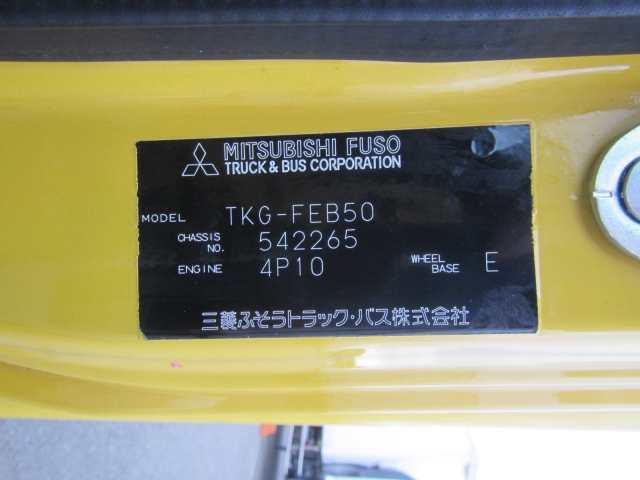 MITSUBISHI FUSO
TRUCK & BUS CORPORATION
MODEL TKG-FEB50
CHASSIS NO. 542265
ENGINE 4P10 WHEEL BASE E
三菱ふそうトラック・バス株式会社